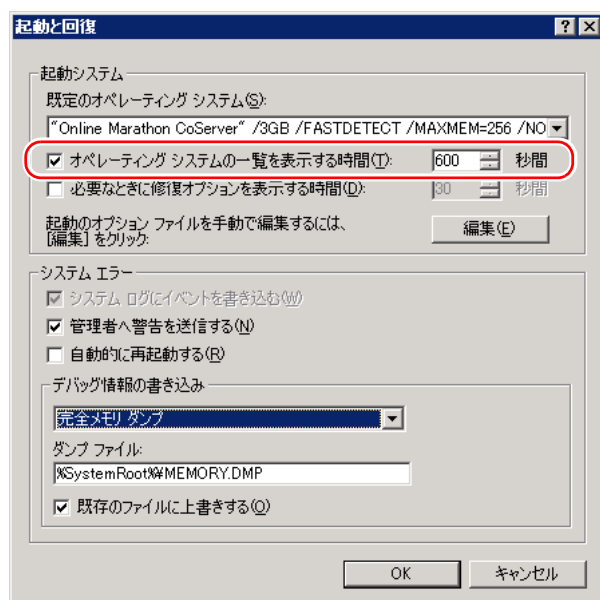 起動と回復
起動システム
既定のオペレーティング システム(S):
"Online Marathon CoServer" /3GB /FASTDETECT /MAXMEM=256 /NO
オペレーティング システムの一覧を表示する時間(T): 600 秒間
必要なときに修復オプションを表示する時間(D): 30 秒間
起動のオプション ファイルを手動で編集するには、
[編集] をクリック: 編集(E)
システム エラー
システム ログにイベントを書き込む(W)
管理者へ警告を送信する(N)
自動的に再起動する(R)
デバッグ情報の書き込み
完全メモリ ダンプ
ダンプ ファイル:
%SystemRoot%¥MEMORY.DMP
既存のファイルに上書きする(O)
OK キャンセル